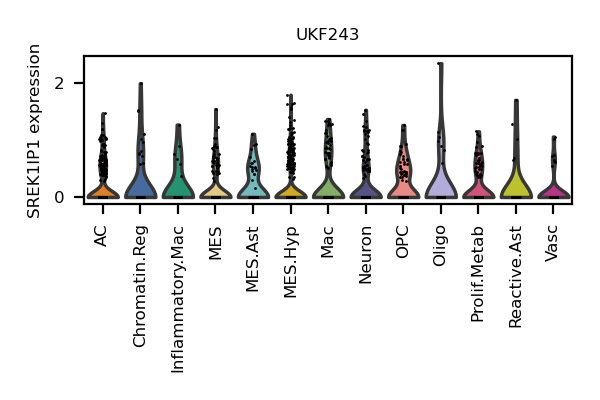 UKF243
SREK1IP1 expression
2
0
AC
Chromatin.Reg
Inflammatory.Mac
MES
MES.Ast
MES.Hyp
Mac
Neuron
OPC
Oligo
Prolif.Metab
Reactive.Ast
Vasc